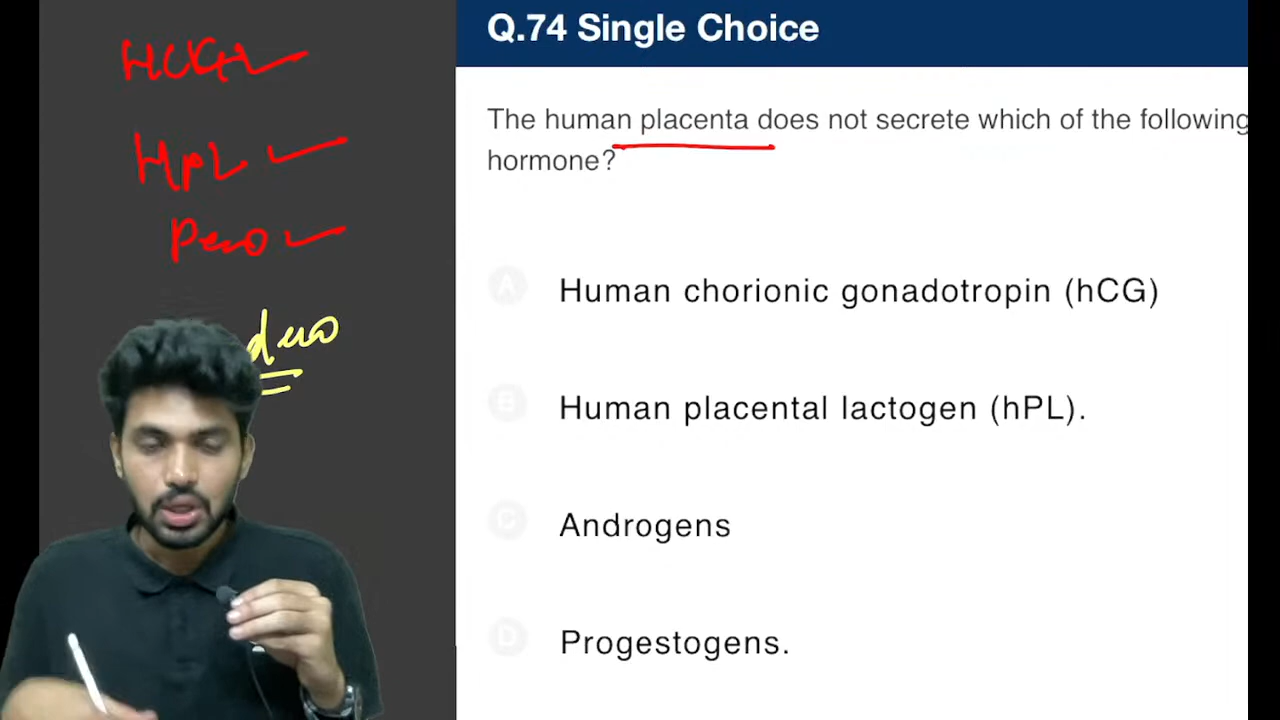 HCG
HPL
Q.74 Single Choice
The human placenta does not secrete which of the following
hormone?
A Human chorionic gonadotropin (hCG)
B Human placental lactogen (hPL).
C Androgens
D Progestogens.